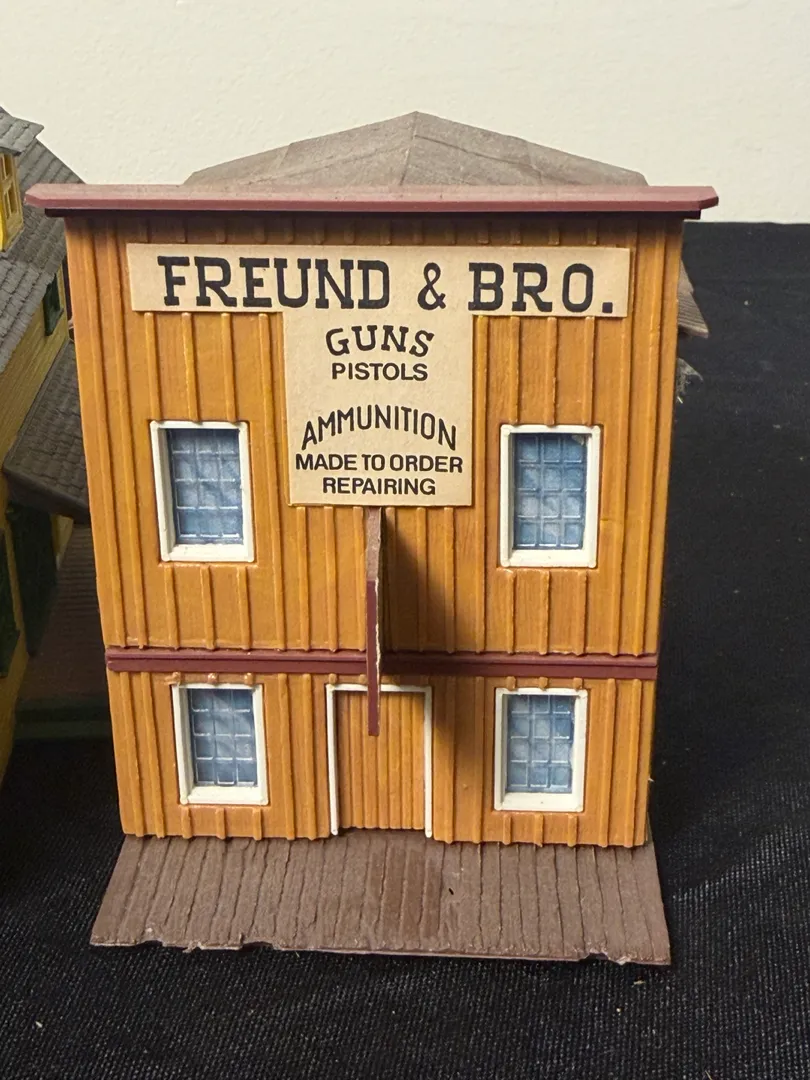 FREUND & BRO.
GUNS
PISTOLS
AMMUNITION
MADE TO ORDER
REPAIRING